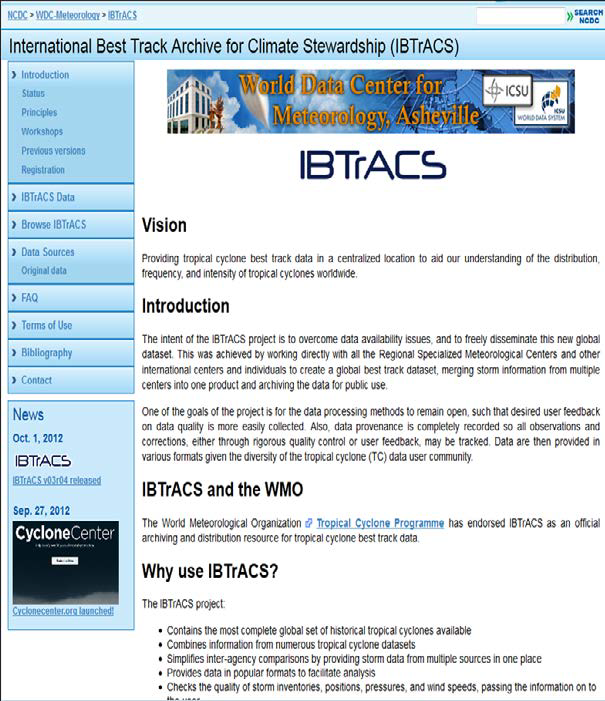 NCDC > WDC-Meteorology > IBTrACS
SEARCH
NCDC
International Best Track Archive for Climate Stewardship (IBTrACS)
Introduction
Status
Principles
Workshops
Previous versions
Registration
IBTrACS Data
Browse IBTrACS
Data Sources
Original data
FAQ
Terms of Use
Bibliography
Contact
News
Oct. 1, 2012
IBTrACS
IBTrACS v03r04 released
Sep. 27, 2012
CycloneCenter
Cyclonecenter.org launched!
World Data Center for
Meteorology, Asheville
ICSU
ICSU
WORLD DATA SYSTEM
IBTrACS
Vision
Providing tropical cyclone best track data in a centralized location to aid our understanding of the distribution,
frequency, and intensity of tropical cyclones worldwide.
Introduction
The intent of the IBTrACS project is to overcome data availability issues, and to freely disseminate this new global
dataset. This was achieved by working directly with all the Regional Specialized Meteorological Centers and other
international centers and individuals to create a global best track dataset, merging storm information from multiple
centers into one product and archiving the data for public use.
One of the goals of the project is for the data processing methods to remain open, such that desired user feedback
on data quality is more easily collected. Also, data provenance is completely recorded so all observations and
corrections, either through rigorous quality control or user feedback, may be tracked. Data are then provided in
various formats given the diversity of the tropical cyclone (TC) data user community.
IBTrACS and the WMO
The World Meteorological Organization Tropical Cyclone Programme has endorsed IBTrACS as an official
archiving and distribution resource for tropical cyclone best track data.
Why use IBTrACS?
The IBTrACS project:
• Contains the most complete global set of historical tropical cyclones available
• Combines information from numerous tropical cyclone datasets
• Simplifies inter-agency comparisons by providing storm data from multiple sources in one place
• Provides data in popular formats to facilitate analysis
• Checks the quality of storm inventories, positions, pressures, and wind speeds, passing the information on to